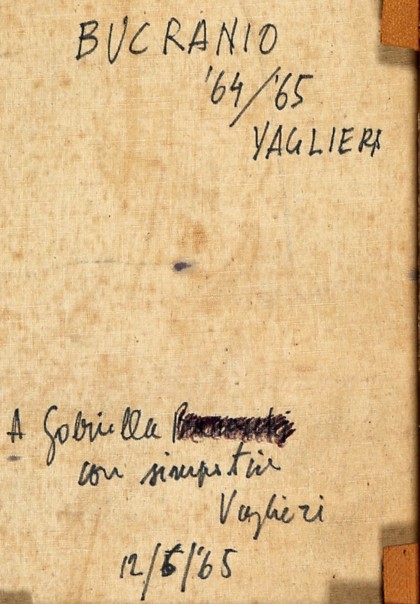 BUCRANIO
'64/'65
VAGLIERI
A Gabriella
con simpatia
Vaglieri
12/5/'65